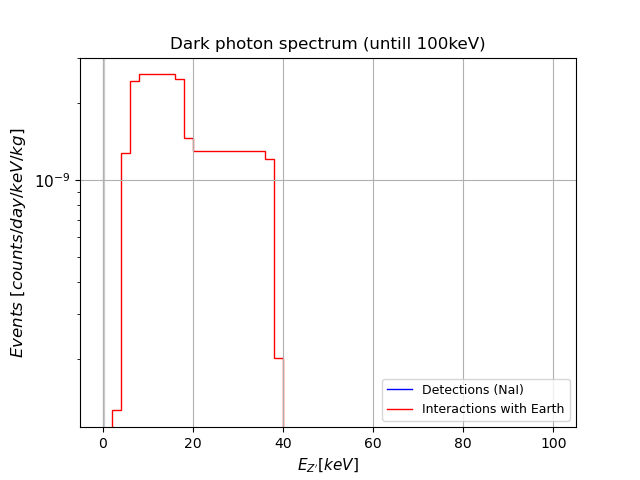 Dark photon spectrum (untill 100keV)
Events [counts/day/keV/kg]
10⁻⁹
0 20 40 60 80 100
E_{Z'}[keV]
Detections (NaI)
Interactions with Earth